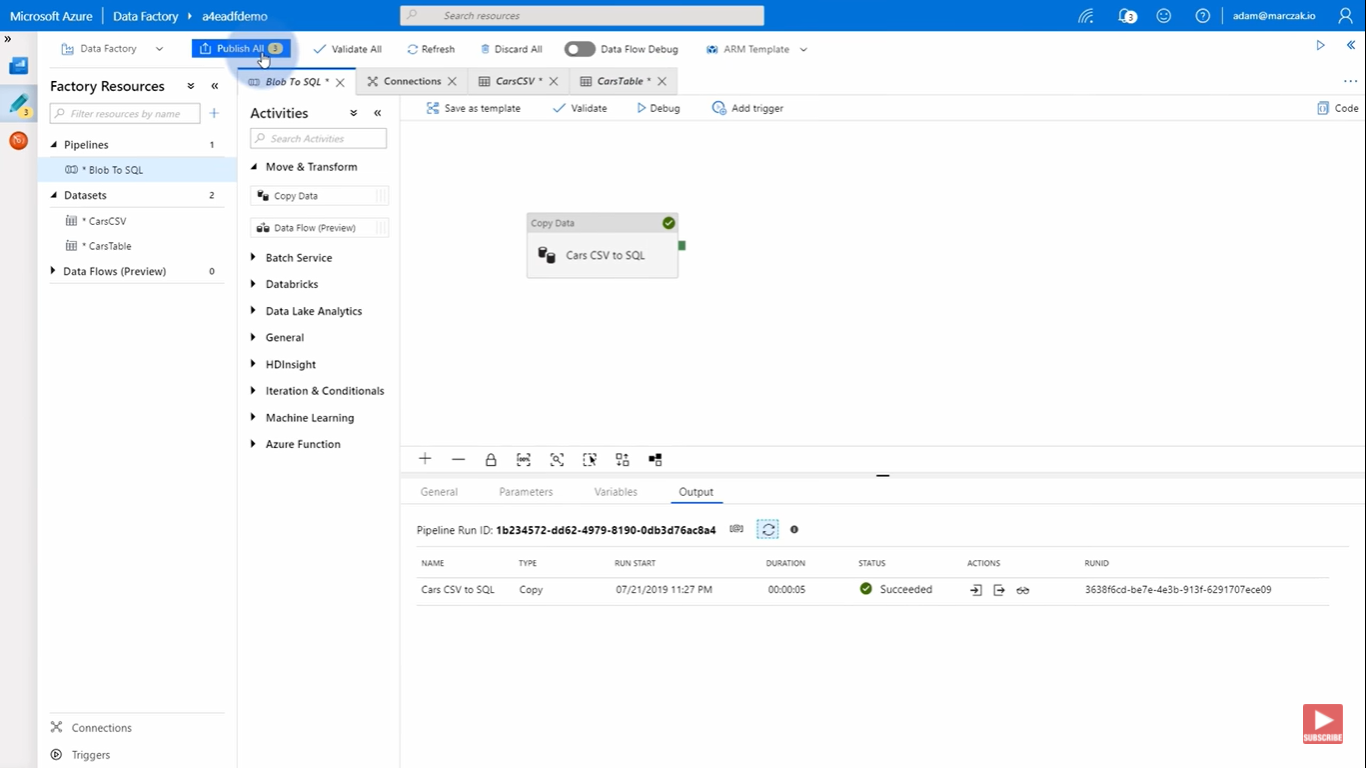 Microsoft Azure
Data Factory
a4eadfdemo
Search resources
3
adam@marczak.io
»
Data Factory
Publish All 3
Validate All
Refresh
Discard All
Data Flow Debug
ARM Template
«
3
Factory Resources
«
Filter resources by name
+
Pipelines 1
* Blob To SQL
Datasets 2
* CarsCSV
* CarsTable
Data Flows (Preview) 0
Connections
Triggers
Blob To SQL *
Connections
CarsCSV *
CarsTable *
...
Activities
«
Search Activities
Move & Transform
Copy Data
Data Flow (Preview)
Batch Service
Databricks
Data Lake Analytics
General
HDInsight
Iteration & Conditionals
Machine Learning
Azure Function
Save as template
Validate
Debug
Add trigger
Code
Copy Data
Cars CSV to SQL
General
Parameters
Variables
Output
Pipeline Run ID: 1b234572-dd62-4979-8190-0db3d76ac8a4
NAME TYPE RUN START DURATION STATUS ACTIONS RUNID
Cars CSV to SQL Copy 07/21/2019 11:27 PM 00:00:05 Succeeded 3638f6cd-be7e-4e3b-913f-6291707ece09
SUBSCRIBE